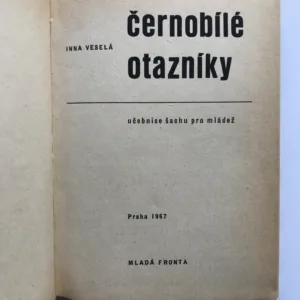 INNA VESELÁ
černobílé
otazníky
učebnice šachu pro mládež
Praha 1967
MLADÁ FRONTA